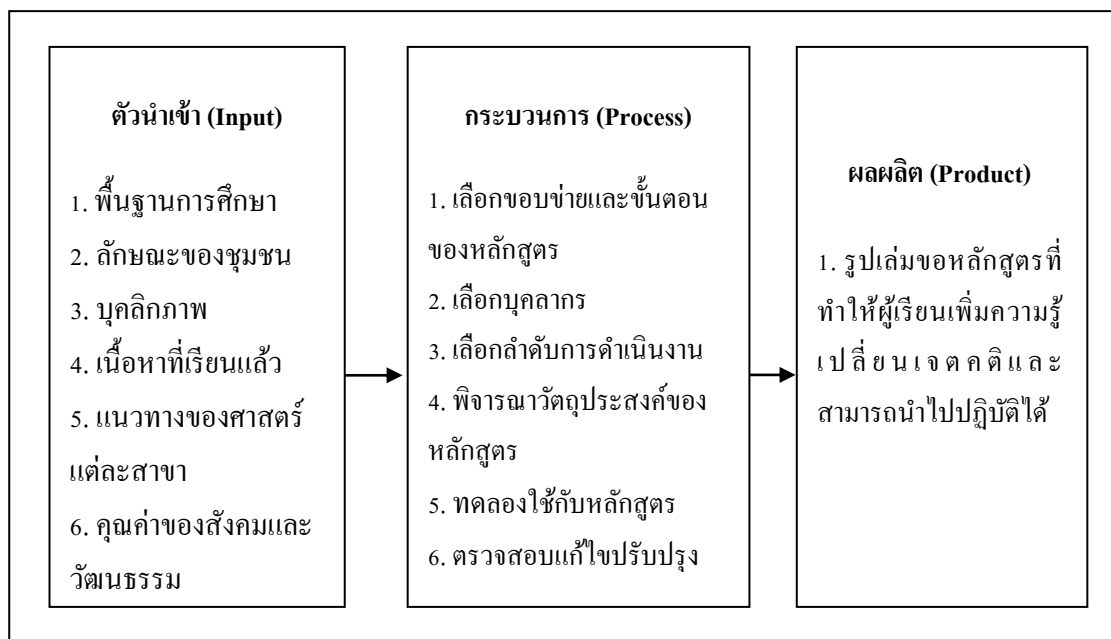 ตัวนำเข้า (Input)
1. พื้นฐานการศึกษา
2. ลักษณะของชุมชน
3. บุคลิกภาพ
4. เนื้อหาที่เรียนแล้ว
5. แนวทางของศาสตร์
แต่ละสาขา
6. คุณค่าของสังคมและ
วัฒนธรรม
กระบวนการ (Process)
1. เลือกขอบข่ายและขั้นตอน
ของหลักสูตร
2. เลือกบุคลากร
3. เลือกลำดับการดำเนินงาน
4. พิจารณาวัตถุประสงค์ของ
หลักสูตร
5. ทดลองใช้กับหลักสูตร
6. ตรวจสอบแก้ไขปรับปรุง
ผลผลิต (Product)
1. รูปเล่มขอหลักสูตรที่
ทำให้ผู้เรียนเพิ่มความรู้
เปลี่ยนเจตคติและ
สามารถนำไปปฏิบัติได้